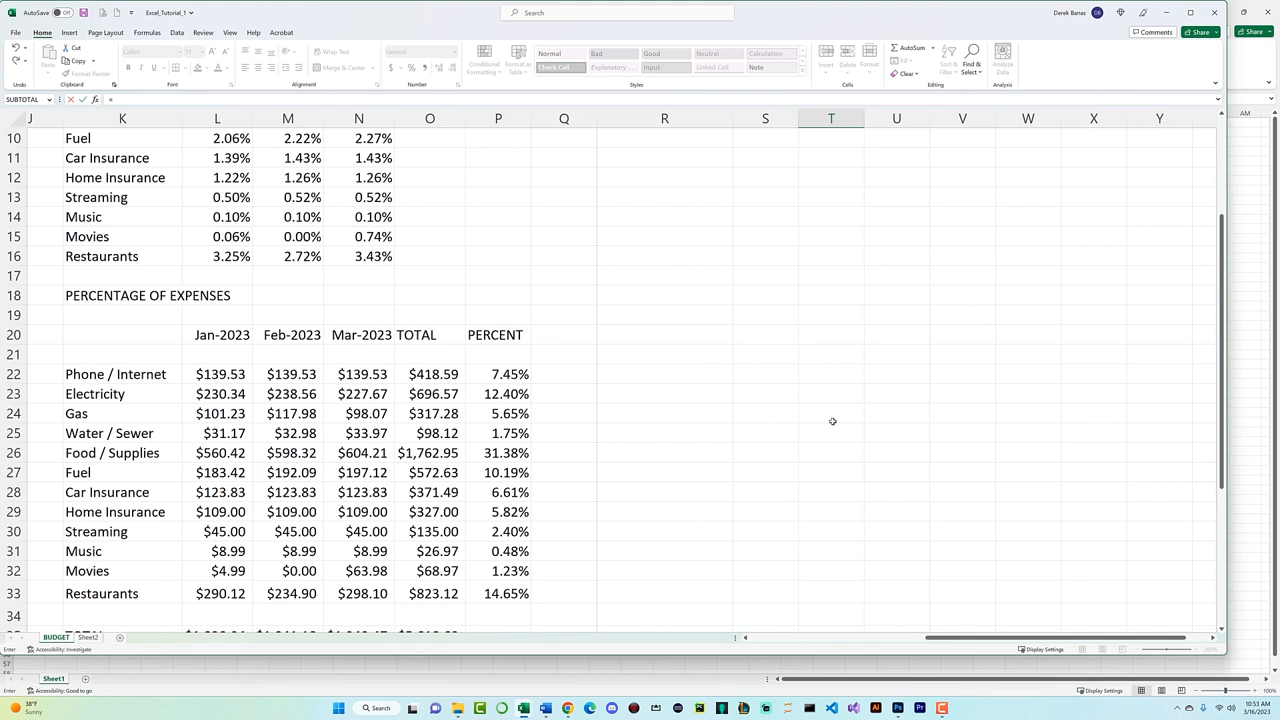 AutoSave Off Excel_Tutorial_1 Search Derek Banas DB
File Home Insert Page Layout Formulas Data Review View Help Acrobat Comments Share Share
Cut Calibri 11 Wrap Text General Normal Bad Good Neutral Calculation AutoSum
Paste Copy Conditional Formatting Format as Table Insert Delete Format Fill Sort & Filter Find & Select Analyze Data
Format Painter B I U Merge & Center $ % Check Cell Explanatory... Input Linked Cell Note Clear
Undo Clipboard Font Alignment Number Styles Cells Editing Analysis
SUBTOTAL fx =
J K L M N O P Q R S T U V W X Y AM
10 Fuel 2.06% 2.22% 2.27%
11 Car Insurance 1.39% 1.43% 1.43%
12 Home Insurance 1.22% 1.26% 1.26%
13 Streaming 0.50% 0.52% 0.52%
14 Music 0.10% 0.10% 0.10%
15 Movies 0.06% 0.00% 0.74%
16 Restaurants 3.25% 2.72% 3.43%
17
18 PERCENTAGE OF EXPENSES
19
20 Jan-2023 Feb-2023 Mar-2023 TOTAL PERCENT
21
22 Phone / Internet $139.53 $139.53 $139.53 $418.59 7.45%
23 Electricity $230.34 $238.56 $227.67 $696.57 12.40%
24 Gas $101.23 $117.98 $98.07 $317.28 5.65%
25 Water / Sewer $31.17 $32.98 $33.97 $98.12 1.75%
26 Food / Supplies $560.42 $598.32 $604.21 $1,762.95 31.38%
27 Fuel $183.42 $192.09 $197.12 $572.63 10.19%
28 Car Insurance $123.83 $123.83 $123.83 $371.49 6.61%
29 Home Insurance $109.00 $109.00 $109.00 $327.00 5.82%
30 Streaming $45.00 $45.00 $45.00 $135.00 2.40%
31 Music $8.99 $8.99 $8.99 $26.97 0.48%
32 Movies $4.99 $0.00 $63.98 $68.97 1.23%
33 Restaurants $290.12 $234.90 $298.10 $823.12 14.65%
34
BUDGET Sheet2
Enter Accessibility: Investigate Display Settings
57
Sheet1
Enter Accessibility: Good to go Display Settings 100%
38°F
Sunny
Search
10:53 AM
3/16/2023